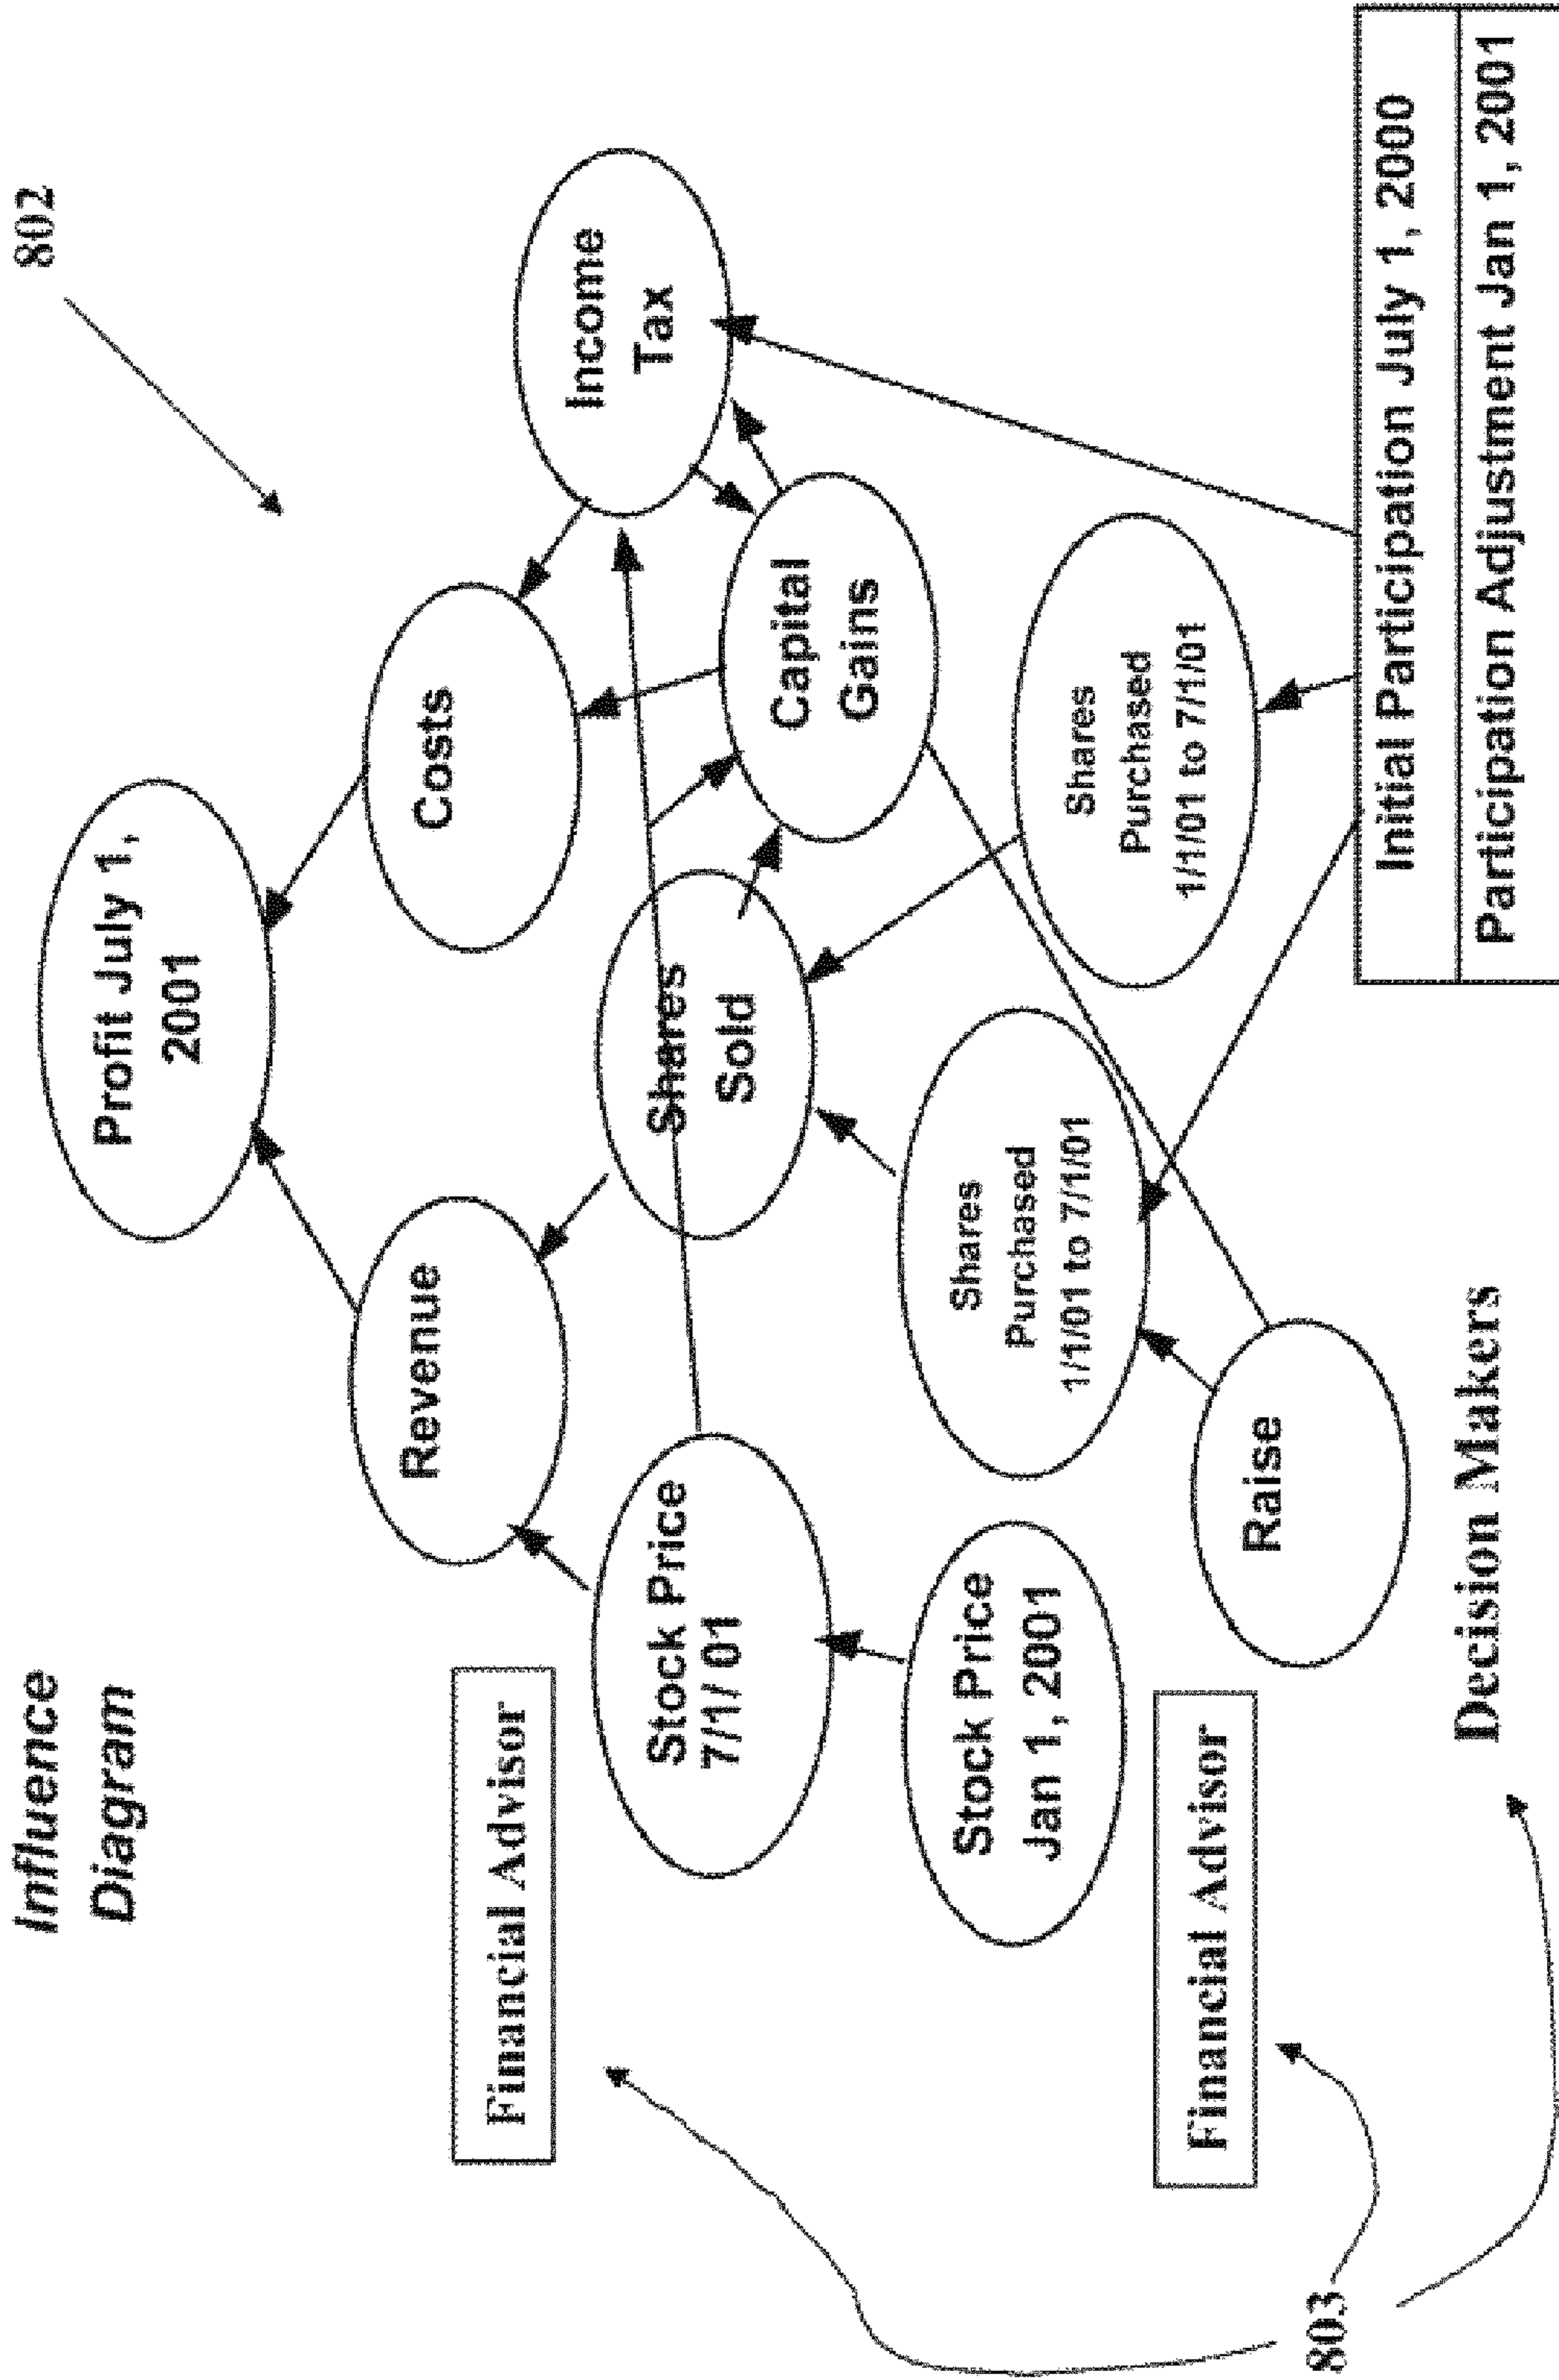 Influence
Diagram
802
Profit July 1,
2001
Revenue
Costs
Financial Advisor
Stock Price
7/1/ 01
Shares
Sold
Income
Tax
Capital
Gains
Stock Price
Jan 1, 2001
Shares
Purchased
1/1/01 to 7/1/01
Shares
Purchased
1/1/01 to 7/1/01
Financial Advisor
Raise
803
Decision Makers
Initial Participation July 1, 2000
Participation Adjustment Jan 1, 2001